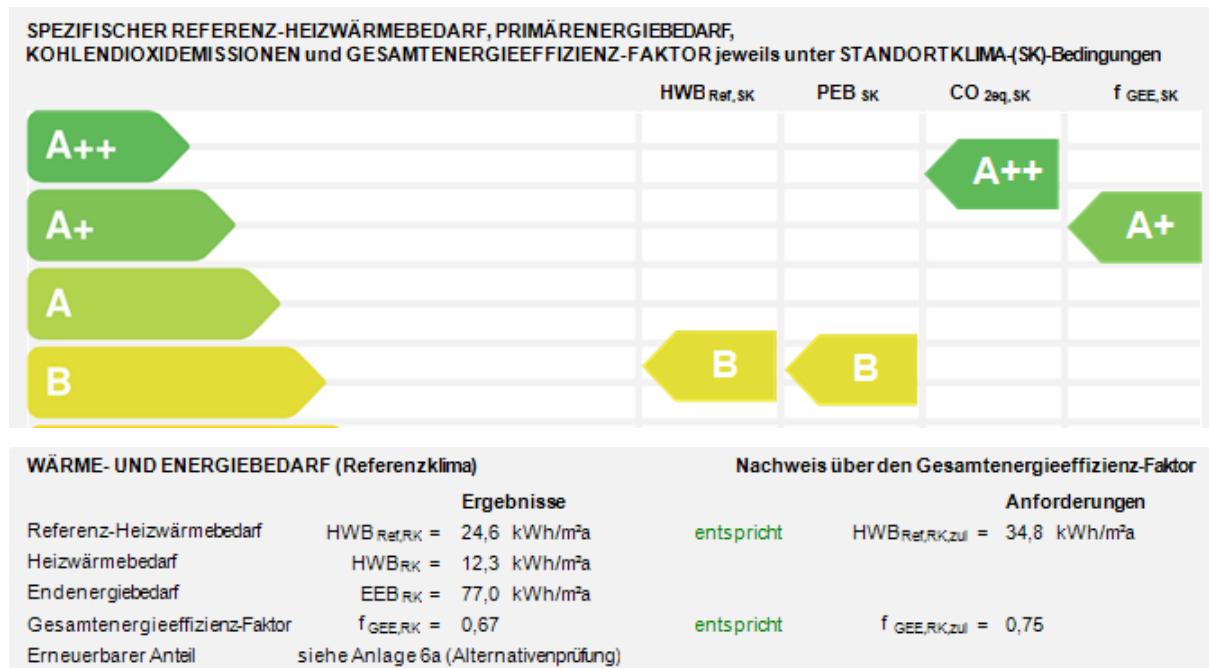 SPEZIFISCHER REFERENZ-HEIZWÄRMEBEDARF, PRIMÄRENERGIEBEDARF,
KOHLENDIOXIDEMISSIONEN und GESAMTENERGIEEFFIZIENZ-FAKTOR jeweils unter STANDORTKLIMA-(SK)-Bedingungen
HWB Ref, SK PEB SK CO 2eq, SK f GEE, SK
A++ A++
A+ A+
A
B B B
WÄRME- UND ENERGIEBEDARF (Referenzklima) Nachweis über den Gesamtenergieeffizienz-Faktor
Ergebnisse Anforderungen
Referenz-Heizwärmebedarf HWB Ref,RK = 24,6 kWh/m²a entspricht HWB Ref,RK,zul = 34,8 kWh/m²a
Heizwärmebedarf HWB RK = 12,3 kWh/m²a
Endenergiebedarf EEB RK = 77,0 kWh/m²a
Gesamtenergieeffizienz-Faktor f GEE,RK = 0,67 entspricht f GEE,RK,zul = 0,75
Erneuerbarer Anteil siehe Anlage 6a (Alternativenprüfung)